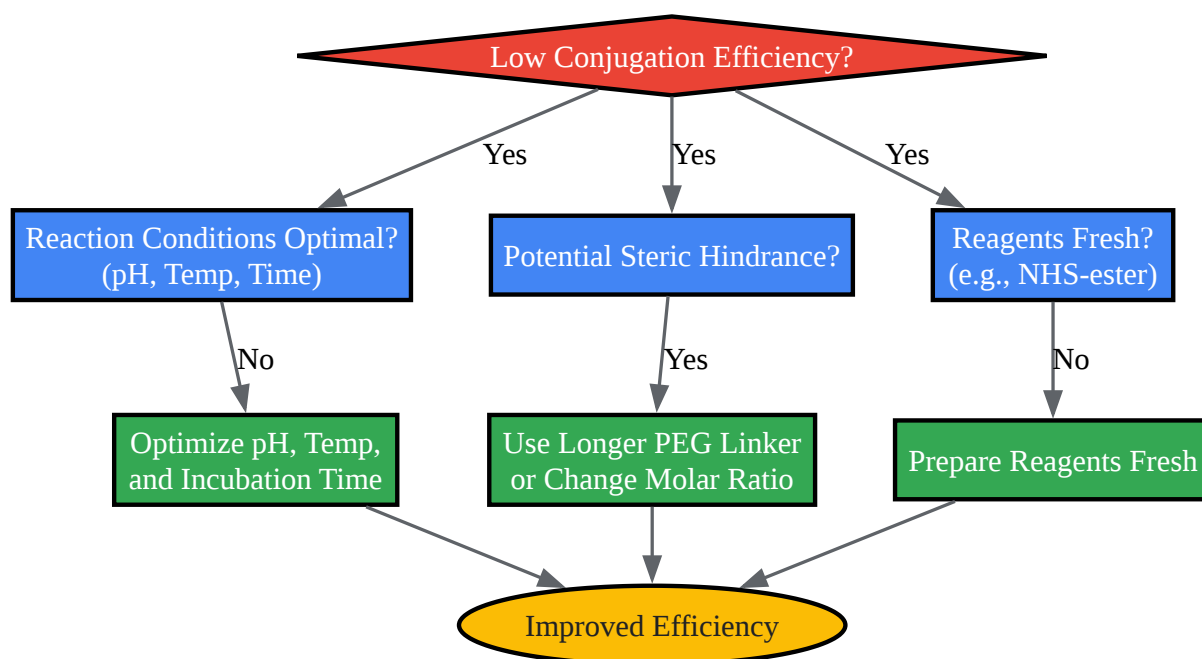 Low Conjugation Efficiency?
Yes
Yes
Yes
Reaction Conditions Optimal?
(pH, Temp, Time)
Potential Steric Hindrance?
Reagents Fresh?
(e.g., NHS-ester)
No
Yes
No
Optimize pH, Temp,
and Incubation Time
Use Longer PEG Linker
or Change Molar Ratio
Prepare Reagents Fresh
Improved Efficiency